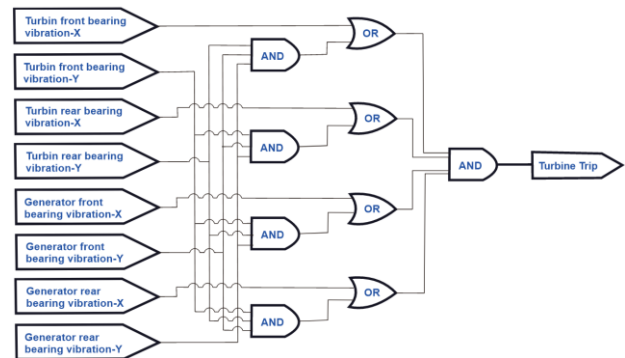 Turbin front bearing
vibration-X
Turbin front bearing
vibration-Y
Turbin rear bearing
vibration-X
Turbin rear bearing
vibration-Y
Generator front
bearing vibration-X
Generator front
bearing vibration-Y
Generator rear
bearing vibration-X
Generator rear
bearing vibration-Y
AND
AND
AND
AND
OR
OR
OR
OR
AND
Turbine Trip